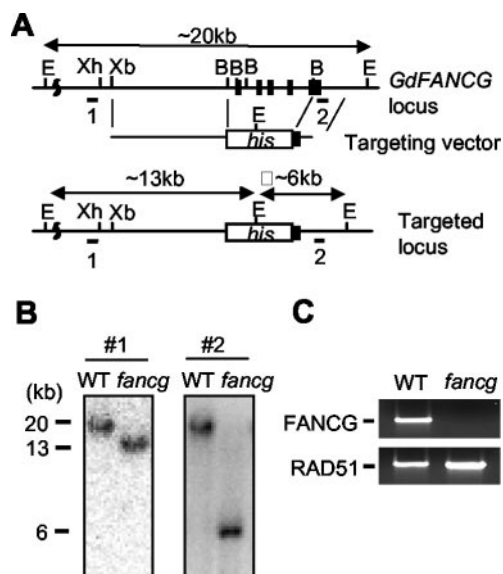 A
~20kb
E Xh Xb B B B B E
GdFANCG locus
1 2
E
his
Targeting vector
~13kb □~6kb
E Xh Xb E E
his
Targeted locus
1 2
B
#1 #2
WT fancg WT fancg
(kb)
20
13
6
C
WT fancg
FANCG
RAD51